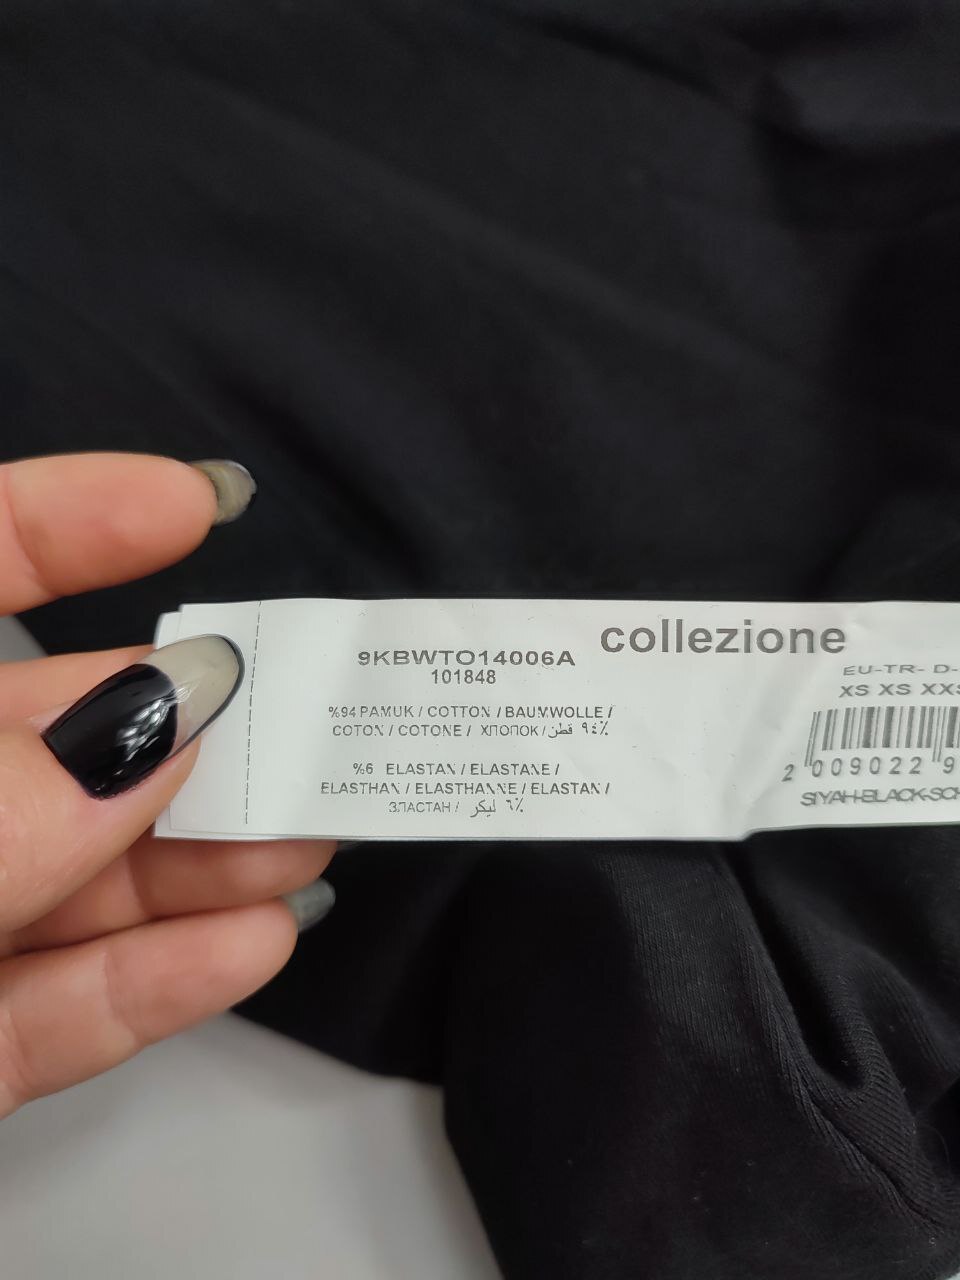 collezione
9KBWTO14006A
101848
%94 PAMUK / COTTON / BAUMWOLLE /
COTON / COTONE / ХЛОПОК / قطن ٩٤٪
%6 ELASTAN / ELASTANE /
ELASTHAN / ELASTHANNE / ELASTAN /
ЭЛАСТАН / ليكر ٦٪
EU-TR- D-
XS XS XXS
2 009022 9
SIYAH-BLACK-SCH